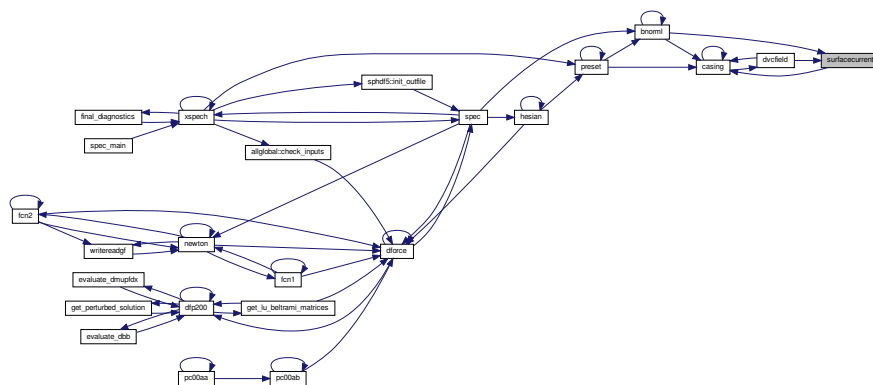 bnorml
dvcfield
surfacecurrent
preset
casing
sphdf5::init_outfile
final_diagnostics
xspech
spec
hesian
spec_main
allglobal::check_inputs
fcn2
newton
writereadgf
dforce
fcn1
evaluate_dmupfdx
get_perturbed_solution
dfp200
get_lu_beltrami_matrices
evaluate_dbb
pc00aa
pc00ab